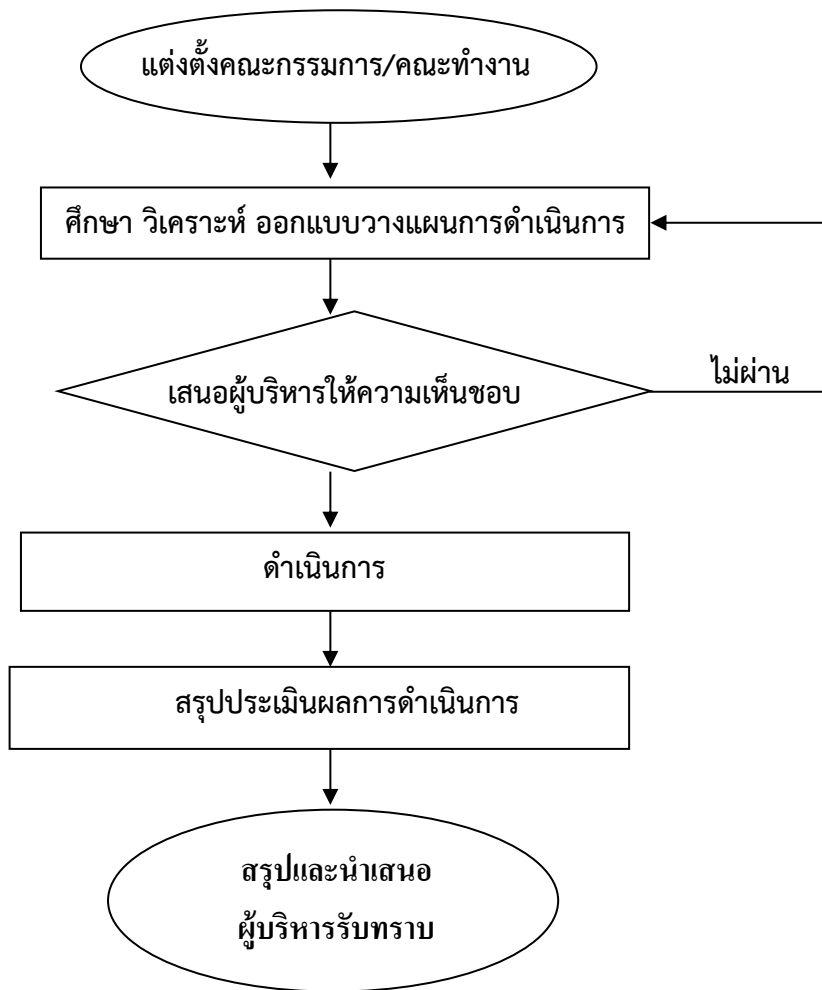 แต่งตั้งคณะกรรมการ/คณะทำงาน
ศึกษา วิเคราะห์ ออกแบบวางแผนการดำเนินการ
เสนอผู้บริหารให้ความเห็นชอบ
ไม่ผ่าน
ดำเนินการ
สรุปประเมินผลการดำเนินการ
สรุปและนำเสนอ
ผู้บริหารรับทราบ